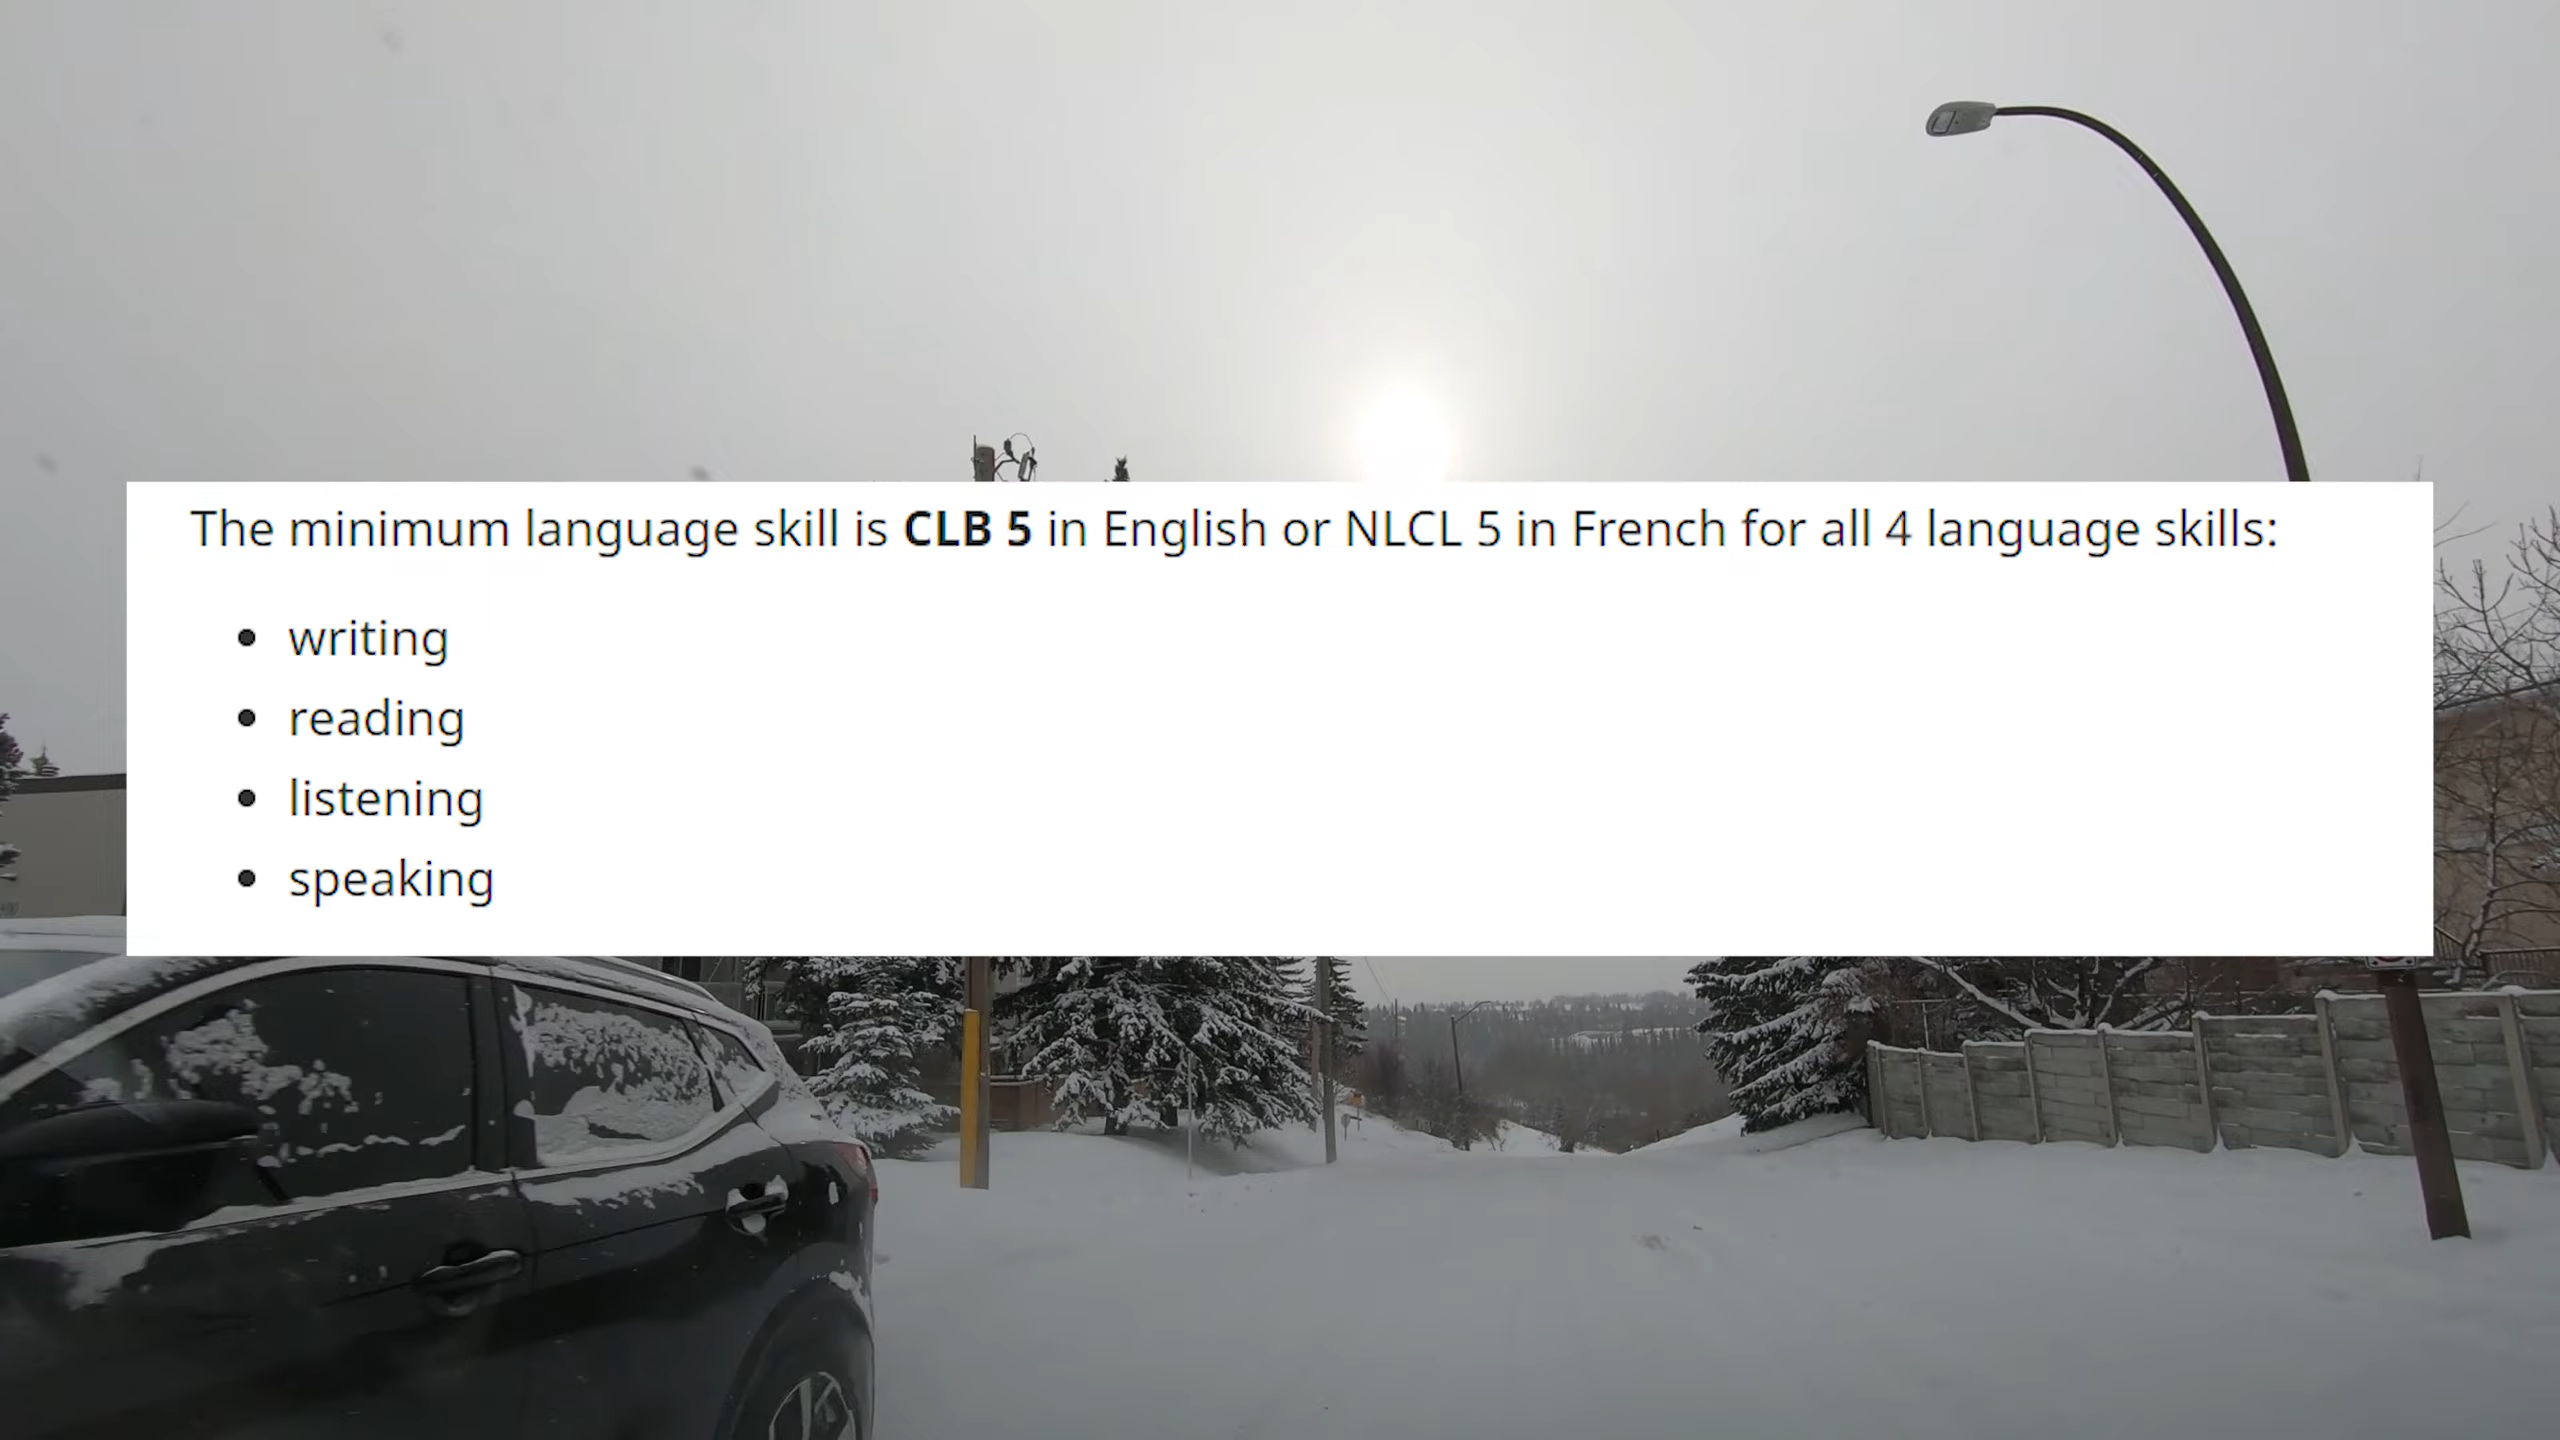 The minimum language skill is CLB 5 in English or NLCL 5 in French for all 4 language skills:
writing
reading
listening
speaking